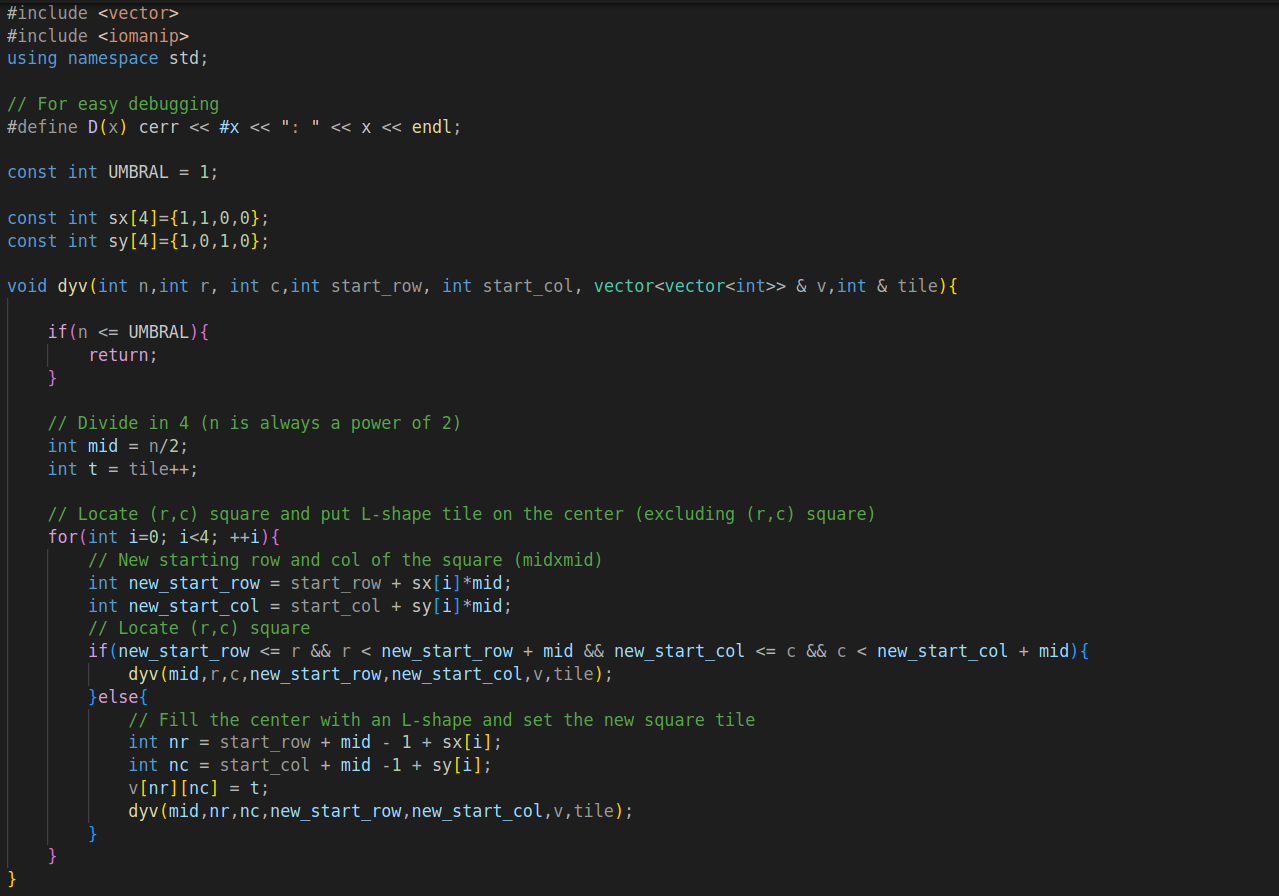 #include <vector>
#include <iomanip>
using namespace std;

// For easy debugging
#define D(x) cerr << #x << ": " << x << endl;

const int UMBRAL = 1;

const int sx[4]={1,1,0,0};
const int sy[4]={1,0,1,0};

void dyv(int n,int r, int c,int start_row, int start_col, vector<vector<int>> & v,int & tile){

    if(n <= UMBRAL){
        return;
    }

    // Divide in 4 (n is always a power of 2)
    int mid = n/2;
    int t = tile++;

    // Locate (r,c) square and put L-shape tile on the center (excluding (r,c) square)
    for(int i=0; i<4; ++i){
        // New starting row and col of the square (midxmid)
        int new_start_row = start_row + sx[i]*mid;
        int new_start_col = start_col + sy[i]*mid;
        // Locate (r,c) square
        if(new_start_row <= r && r < new_start_row + mid && new_start_col <= c && c < new_start_col + mid){
            dyv(mid,r,c,new_start_row,new_start_col,v,tile);
        }else{
            // Fill the center with an L-shape and set the new square tile
            int nr = start_row + mid - 1 + sx[i];
            int nc = start_col + mid -1 + sy[i];
            v[nr][nc] = t;
            dyv(mid,nr,nc,new_start_row,new_start_col,v,tile);
        }
    }
}